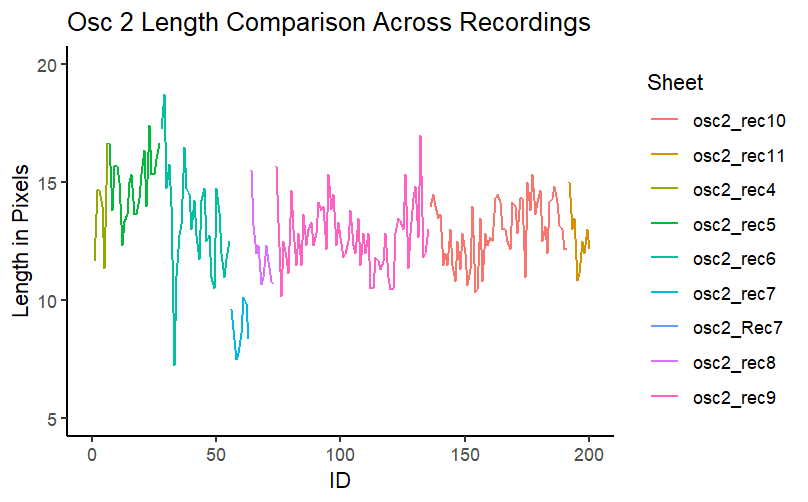 Osc 2 Length Comparison Across Recordings
Length in Pixels
20
15
10
5
0
50
100
150
200
ID
Sheet
osc2_rec10
osc2_rec11
osc2_rec4
osc2_rec5
osc2_rec6
osc2_rec7
osc2_Rec7
osc2_rec8
osc2_rec9